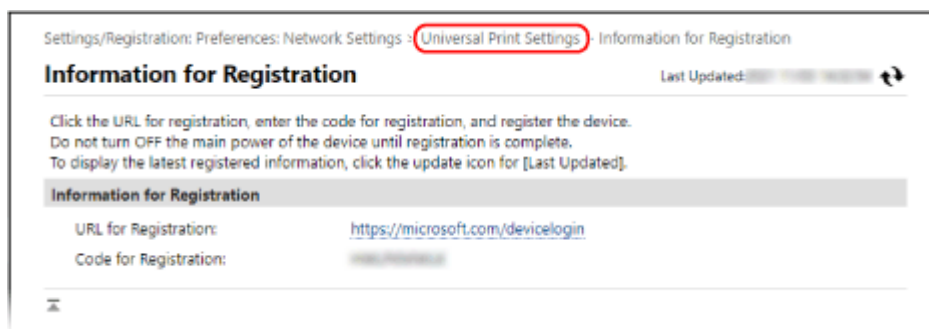 Settings/Registration: Preferences: Network Settings > Universal Print Settings > Information for Registration
Information for Registration
Last Updated:
Click the URL for registration, enter the code for registration, and register the device.
Do not turn OFF the main power of the device until registration is complete.
To display the latest registered information, click the update icon for [Last Updated].
Information for Registration
URL for Registration: https://microsoft.com/devicelogin
Code for Registration: